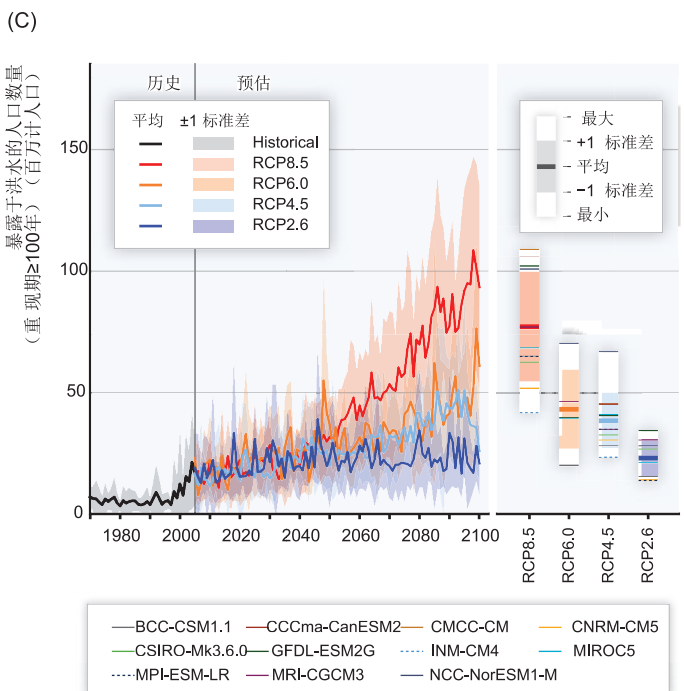 (C)
暴露于洪水的人口数量
（重 现期≥100年）（百万计人口）
历史 预估
平均 ±1 标准差
Historical
RCP8.5
RCP6.0
RCP4.5
RCP2.6
最大
+1 标准差
平均
−1 标准差
最小
150
100
50
0
1980 2000 2020 2040 2060 2080 2100
RCP8.5
RCP6.0
RCP4.5
RCP2.6
BCC-CSM1.1 CCCma-CanESM2 CMCC-CM CNRM-CM5
CSIRO-Mk3.6.0 GFDL-ESM2G INM-CM4 MIROC5
MPI-ESM-LR MRI-CGCM3 NCC-NorESM1-M